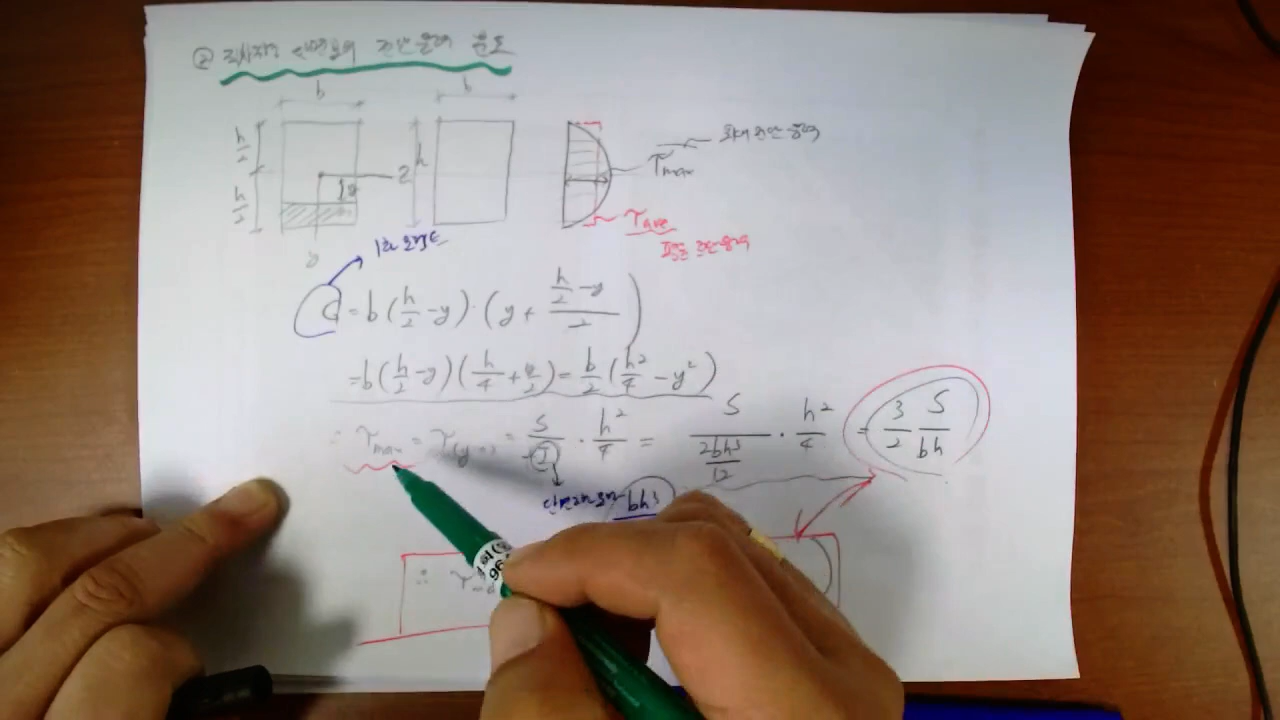 ② 직사각형 단면보의 전단응력 분포
b b
h/2 h Z y
최대 전단응력
τmax
h/2
τave
평균 전단응력
y
1차 모멘트
G = b(h/2 - y)·(y + (h/2 - y)/2)
= b(h/2 - y)(h/4 + y/2) = b/2(h²/4 - y²)
∴ τmax = τ(y=0) = S/2I · h²/4 = S/(2bh³/12) · h²/4 = 3/2 S/bh
단면2차모멘트 bh³
∴